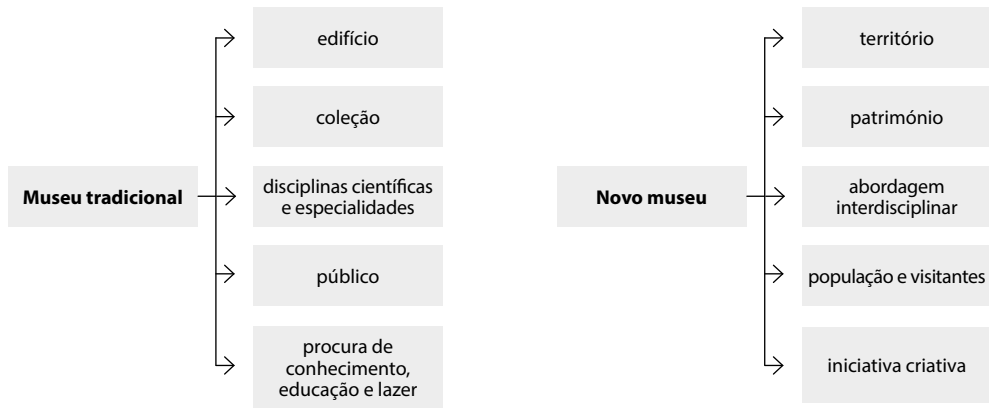 Museu tradicional
edifício
coleção
disciplinas científicas
e especialidades
público
procura de
conhecimento,
educação e lazer
Novo museu
território
património
abordagem
interdisciplinar
população e visitantes
iniciativa criativa